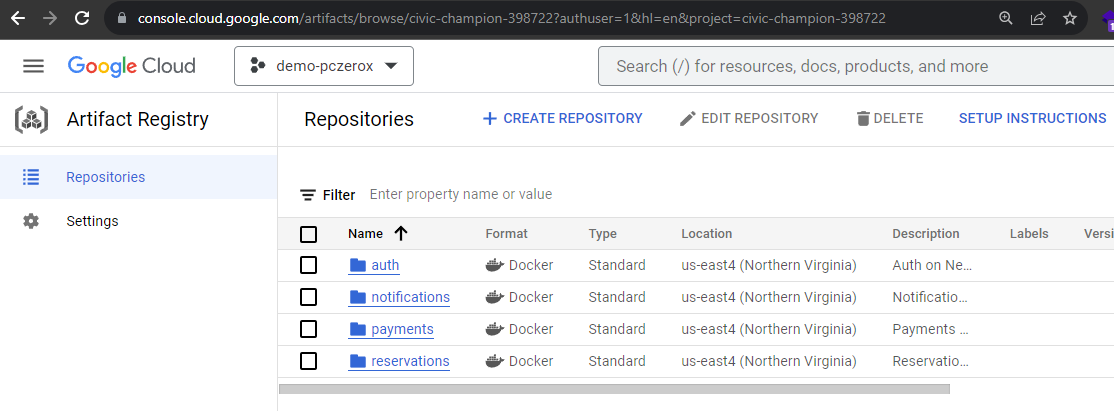 console.cloud.google.com/artifacts/browse/civic-champion-398722?authuser=1&hl=en&project=civic-champion-398722
Google Cloud demo-pczerox Search (/) for resources, docs, products, and more
Artifact Registry Repositories CREATE REPOSITORY EDIT REPOSITORY DELETE SETUP INSTRUCTIONS
Repositories
Settings
Filter Enter property name or value
Name Format Type Location Description Labels Versi
auth Docker Standard us-east4 (Northern Virginia) Auth on Ne...
notifications Docker Standard us-east4 (Northern Virginia) Notificatio...
payments Docker Standard us-east4 (Northern Virginia) Payments ...
reservations Docker Standard us-east4 (Northern Virginia) Reservatio...